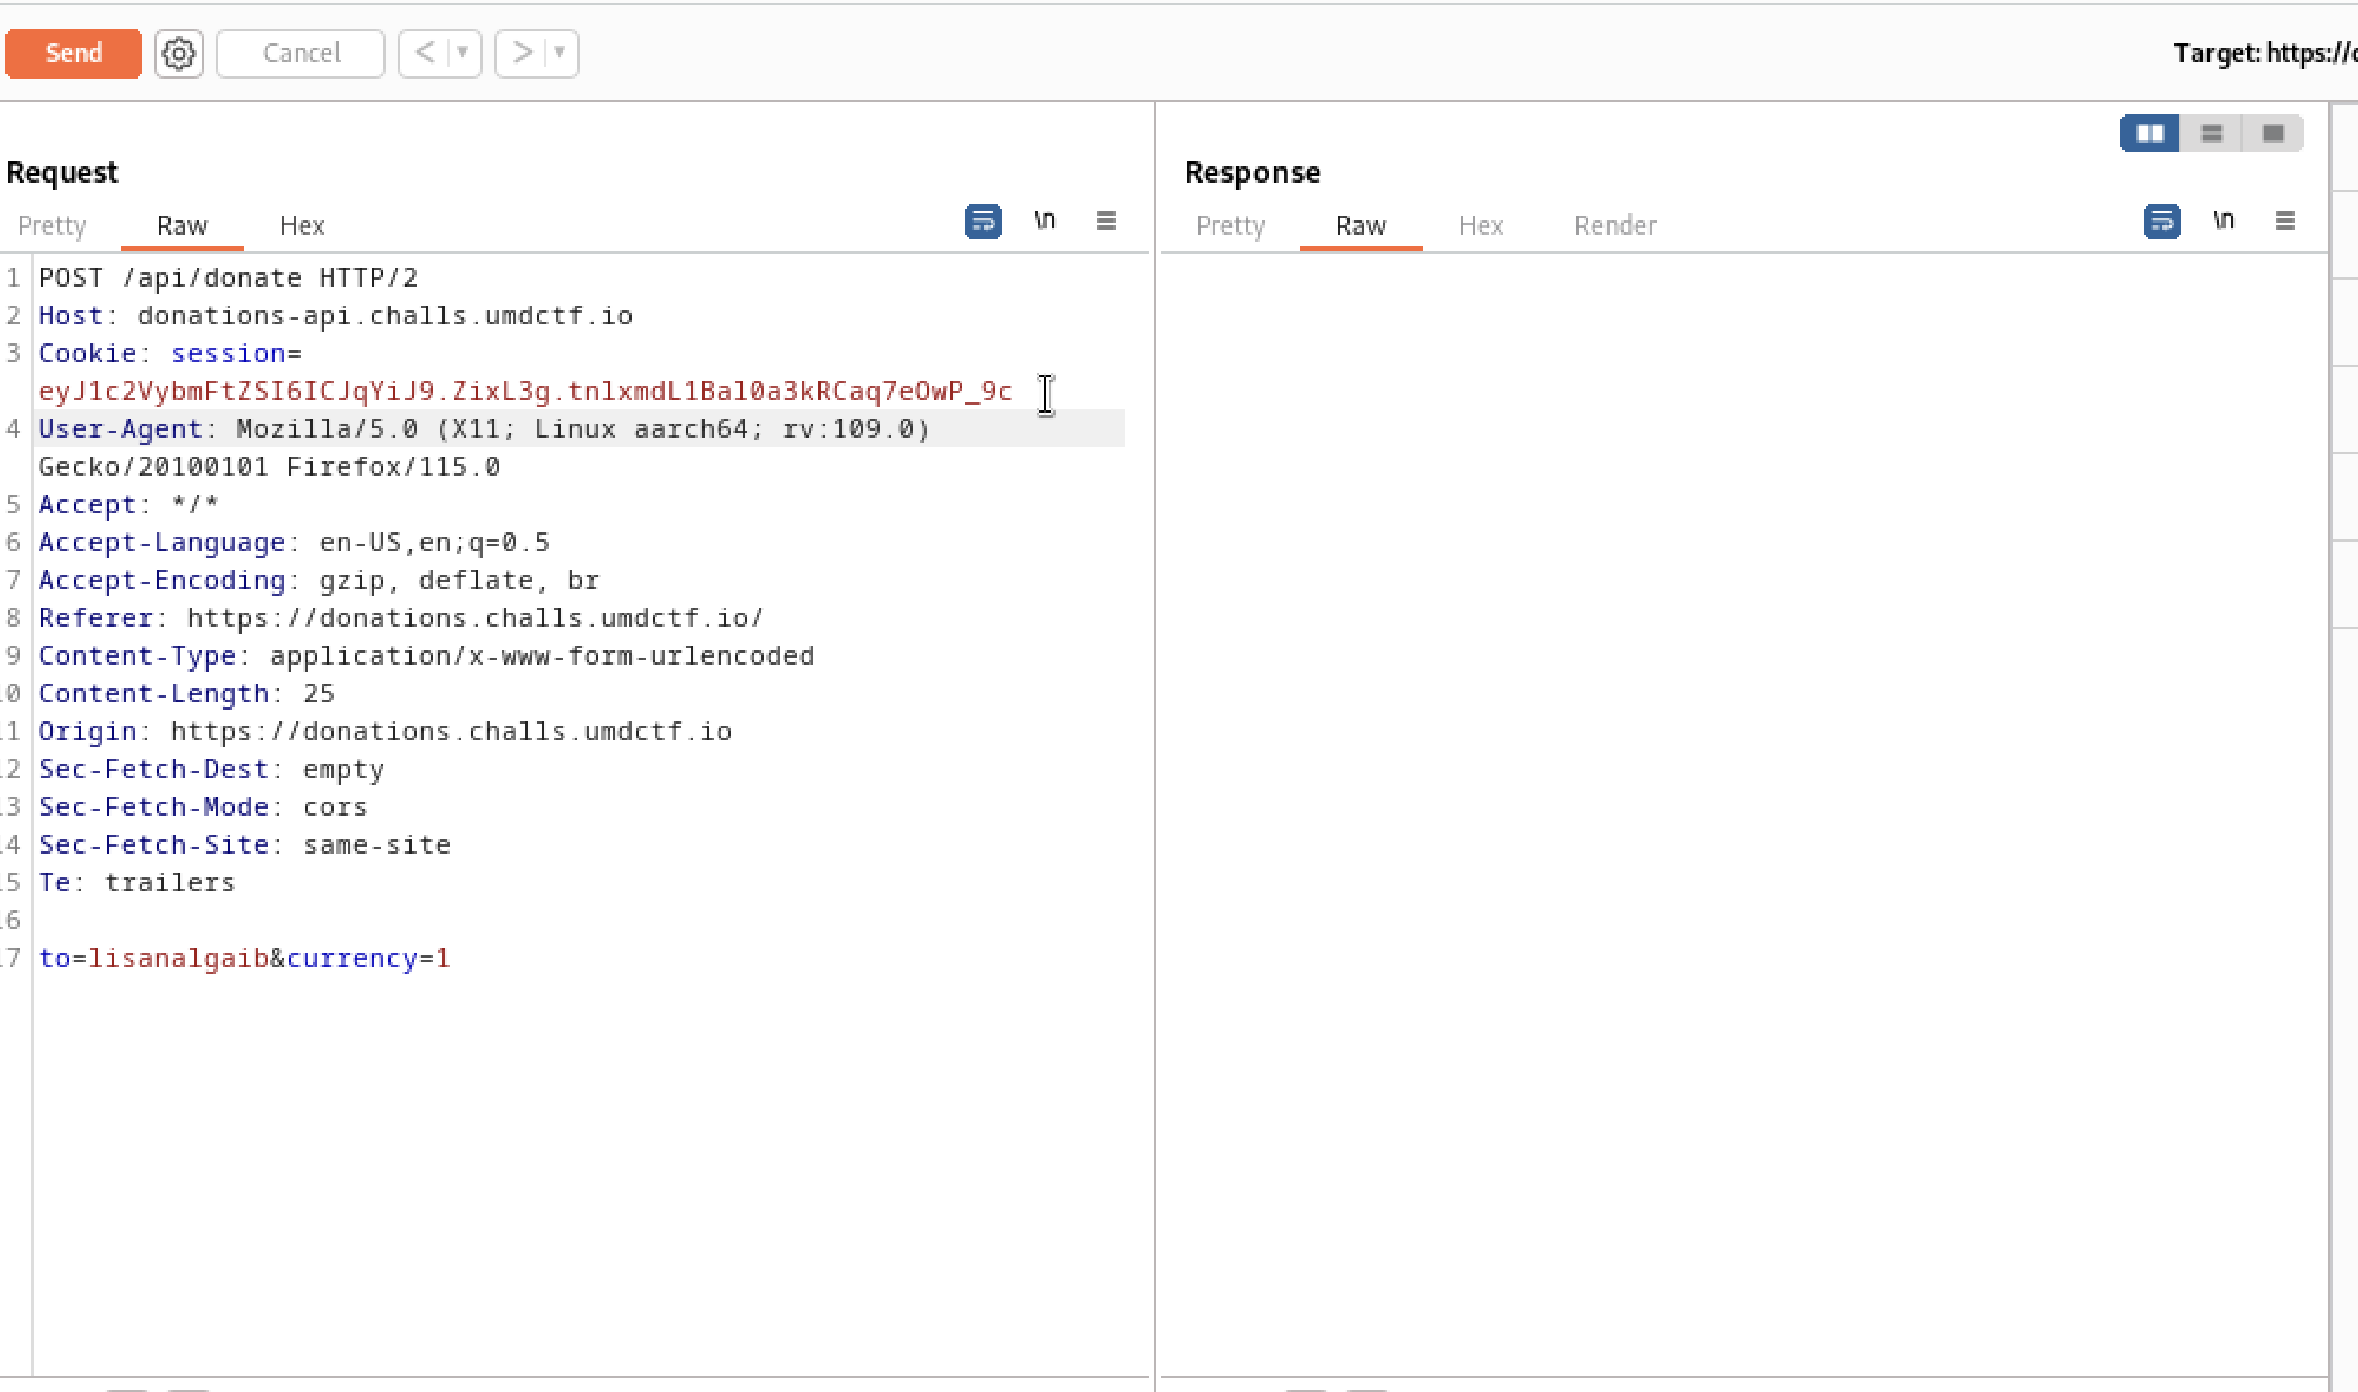 Send Cancel < > Target: https://
Request
Pretty Raw Hex \n
1 POST /api/donate HTTP/2
2 Host: donations-api.challs.umdctf.io
3 Cookie: session=
eyJ1c2VybmFtZSI6ICJqYiJ9.ZixL3g.tnlxmdL1Bal0a3kRCaq7eOwP_9c
4 User-Agent: Mozilla/5.0 (X11; Linux aarch64; rv:109.0)
Gecko/20100101 Firefox/115.0
5 Accept: */*
6 Accept-Language: en-US,en;q=0.5
7 Accept-Encoding: gzip, deflate, br
8 Referer: https://donations.challs.umdctf.io/
9 Content-Type: application/x-www-form-urlencoded
10 Content-Length: 25
11 Origin: https://donations.challs.umdctf.io
12 Sec-Fetch-Dest: empty
13 Sec-Fetch-Mode: cors
14 Sec-Fetch-Site: same-site
15 Te: trailers
16
17 to=lisanalgaib&currency=1
Response
Pretty Raw Hex Render \n